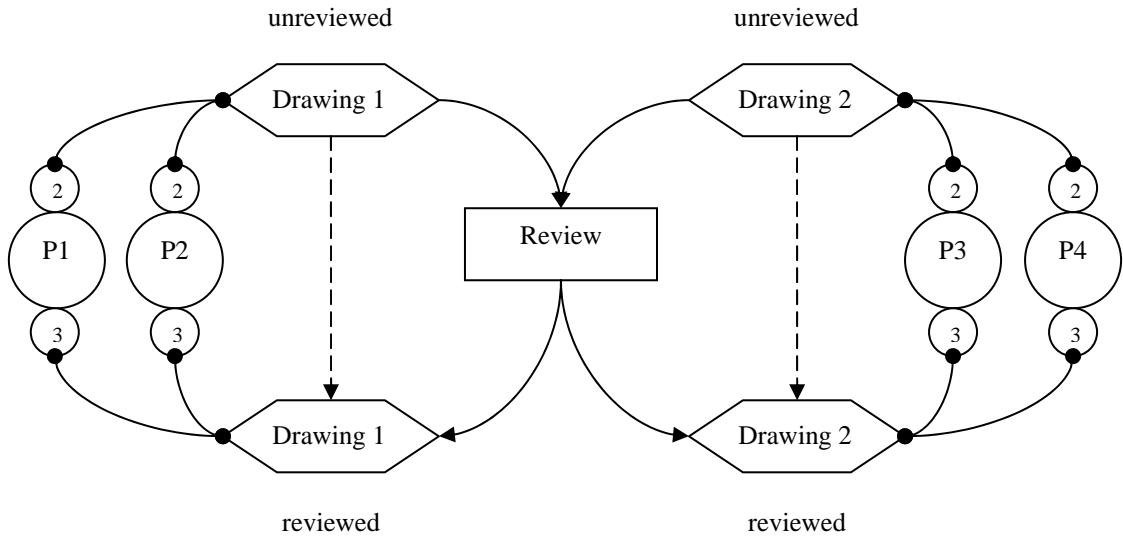 unreviewed
unreviewed
Drawing 1
Drawing 2
2
2
2
2
P1
P2
Review
P3
P4
3
3
3
3
Drawing 1
Drawing 2
reviewed
reviewed